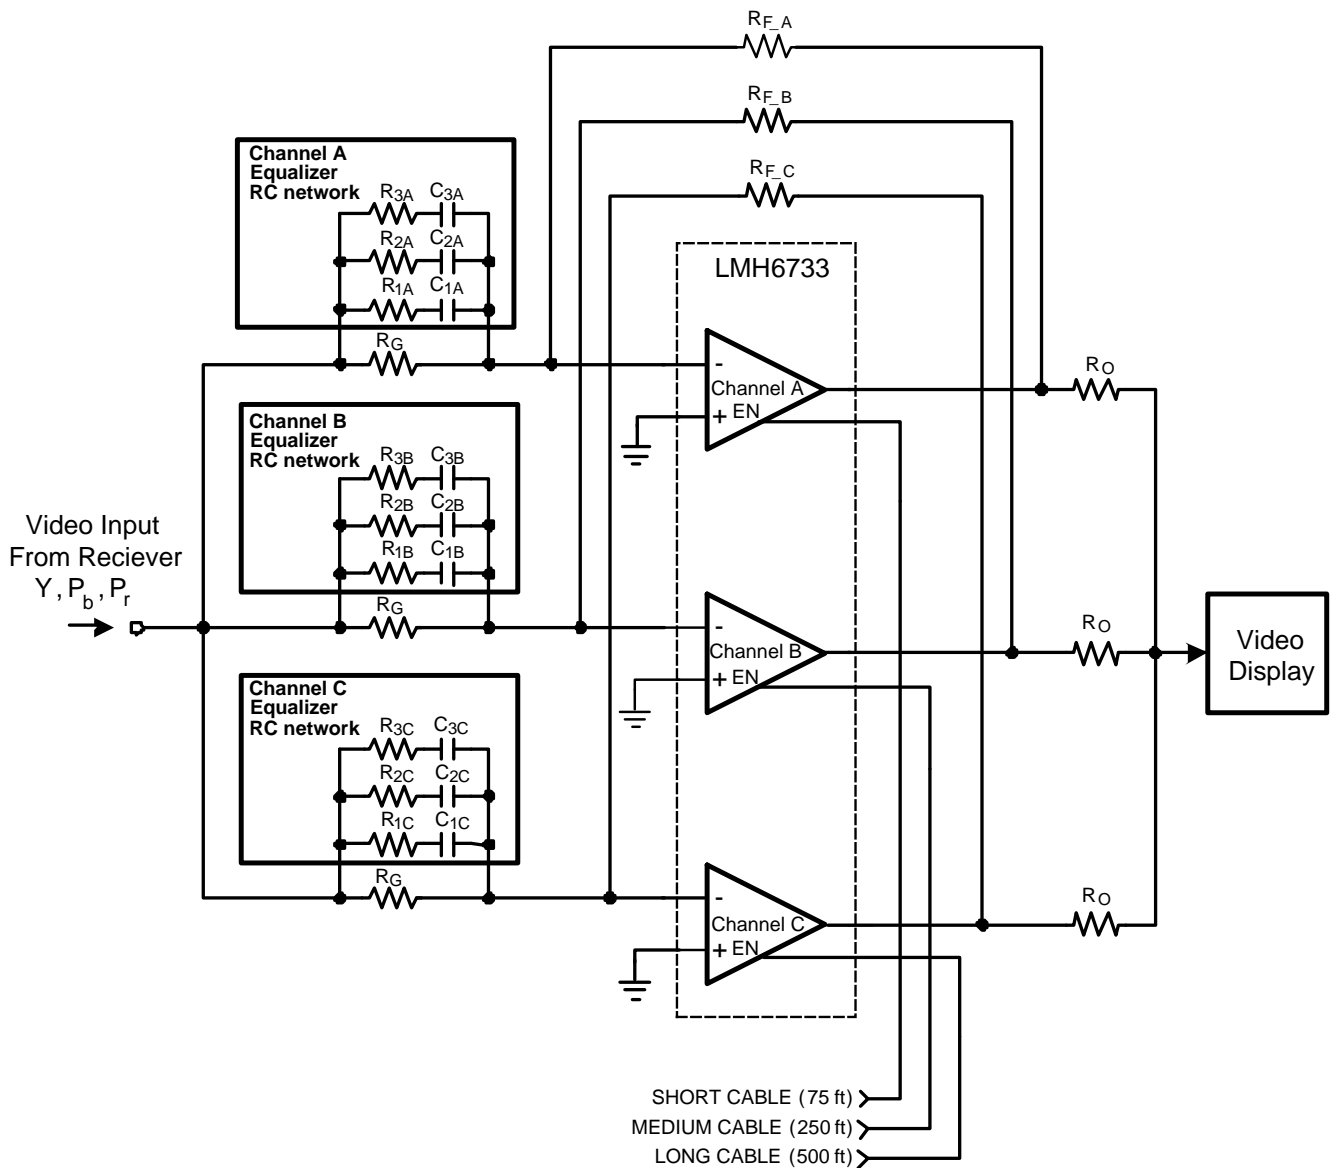 RF_A
RF_B
RF_C
Channel A
Equalizer
RC network
R3A C3A
R2A C2A
R1A C1A
RG
LMH6733
-
Channel A
+ EN
RO
Channel B
Equalizer
RC network
R3B C3B
R2B C2B
R1B C1B
RG
Video Input
From Reciever
Y, Pb, Pr
-
Channel B
+ EN
RO
Video
Display
Channel C
Equalizer
RC network
R3C C3C
R2C C2C
R1C C1C
RG
-
Channel C
+ EN
RO
SHORT CABLE (75 ft)
MEDIUM CABLE (250 ft)
LONG CABLE (500 ft)